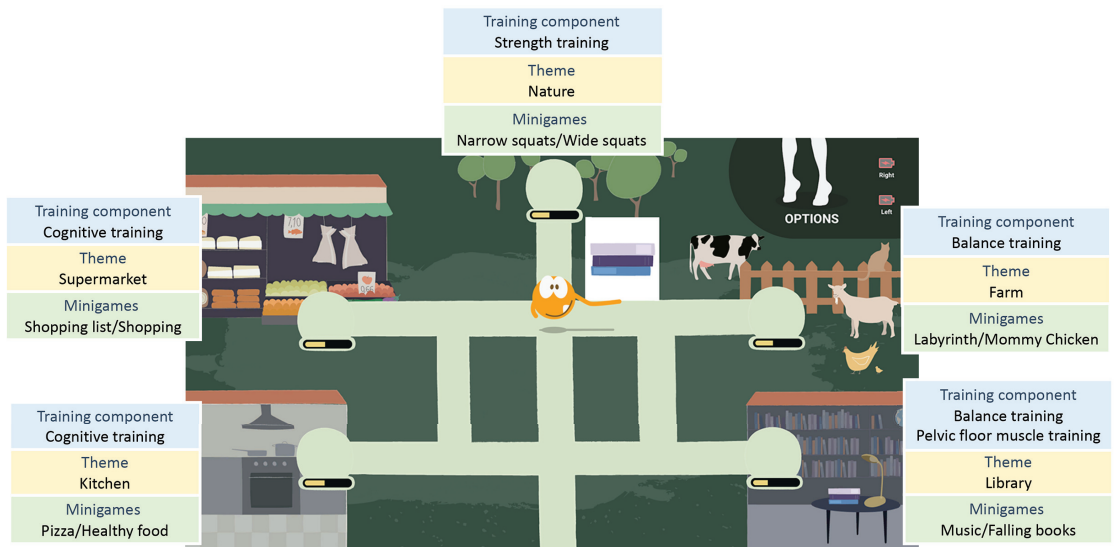 Training component
Strength training
Theme
Nature
Minigames
Narrow squats/Wide squats
Right
Left
OPTIONS
Training component
Cognitive training
Theme
Supermarket
Minigames
Shopping list/Shopping
Training component
Balance training
Theme
Farm
Minigames
Labyrinth/Mommy Chicken
Training component
Cognitive training
Theme
Kitchen
Minigames
Pizza/Healthy food
Training component
Balance training
Pelvic floor muscle training
Theme
Library
Minigames
Music/Falling books